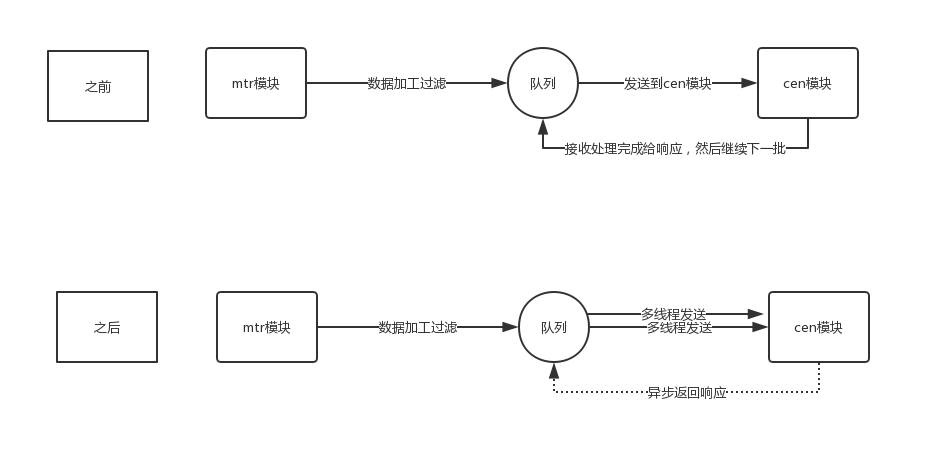 之前
mtr模块
数据加工过滤
队列
发送到cen模块
cen模块
接收处理完成给响应，然后继续下一批
之后
mtr模块
数据加工过滤
队列
多线程发送
多线程发送
cen模块
异步返回响应